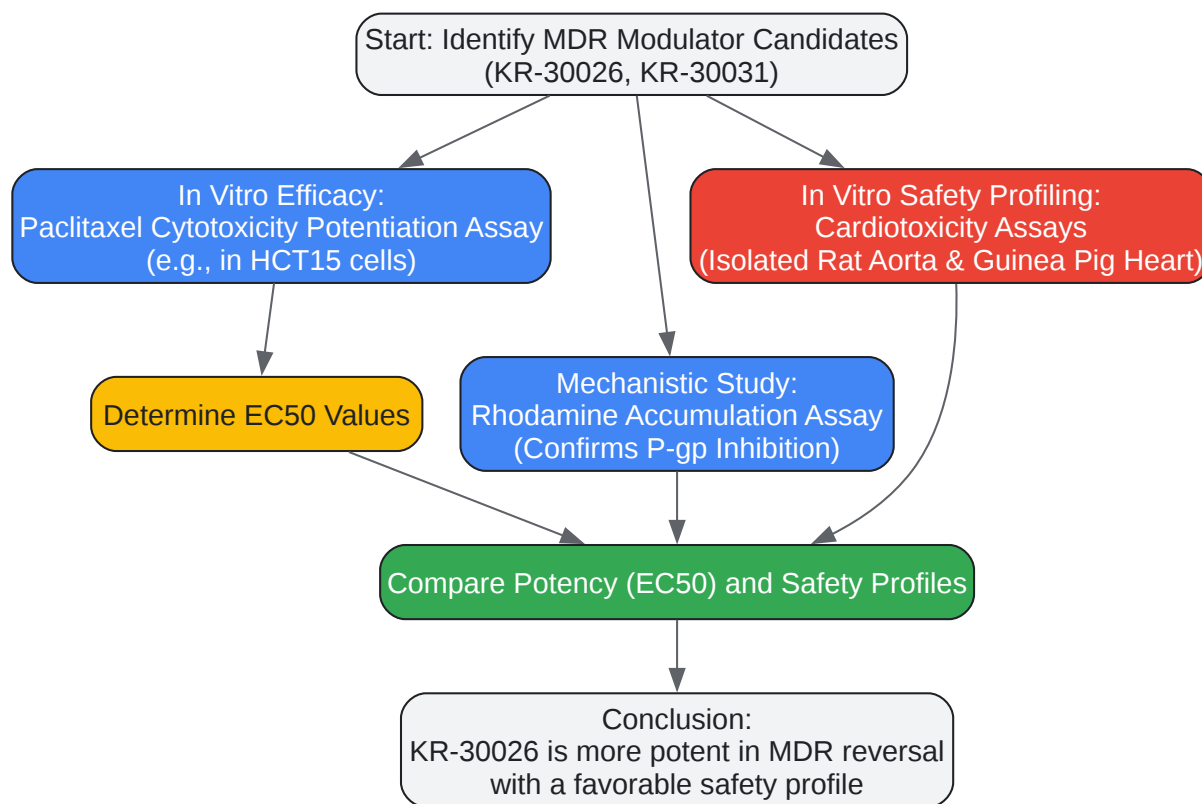 Start: Identify MDR Modulator Candidates
(KR-30026, KR-30031)
In Vitro Efficacy:
Paclitaxel Cytotoxicity Potentiation Assay
(e.g., in HCT15 cells)
In Vitro Safety Profiling:
Cardiotoxicity Assays
(Isolated Rat Aorta & Guinea Pig Heart)
Determine EC50 Values
Mechanistic Study:
Rhodamine Accumulation Assay
(Confirms P-gp Inhibition)
Compare Potency (EC50) and Safety Profiles
Conclusion:
KR-30026 is more potent in MDR reversal
with a favorable safety profile